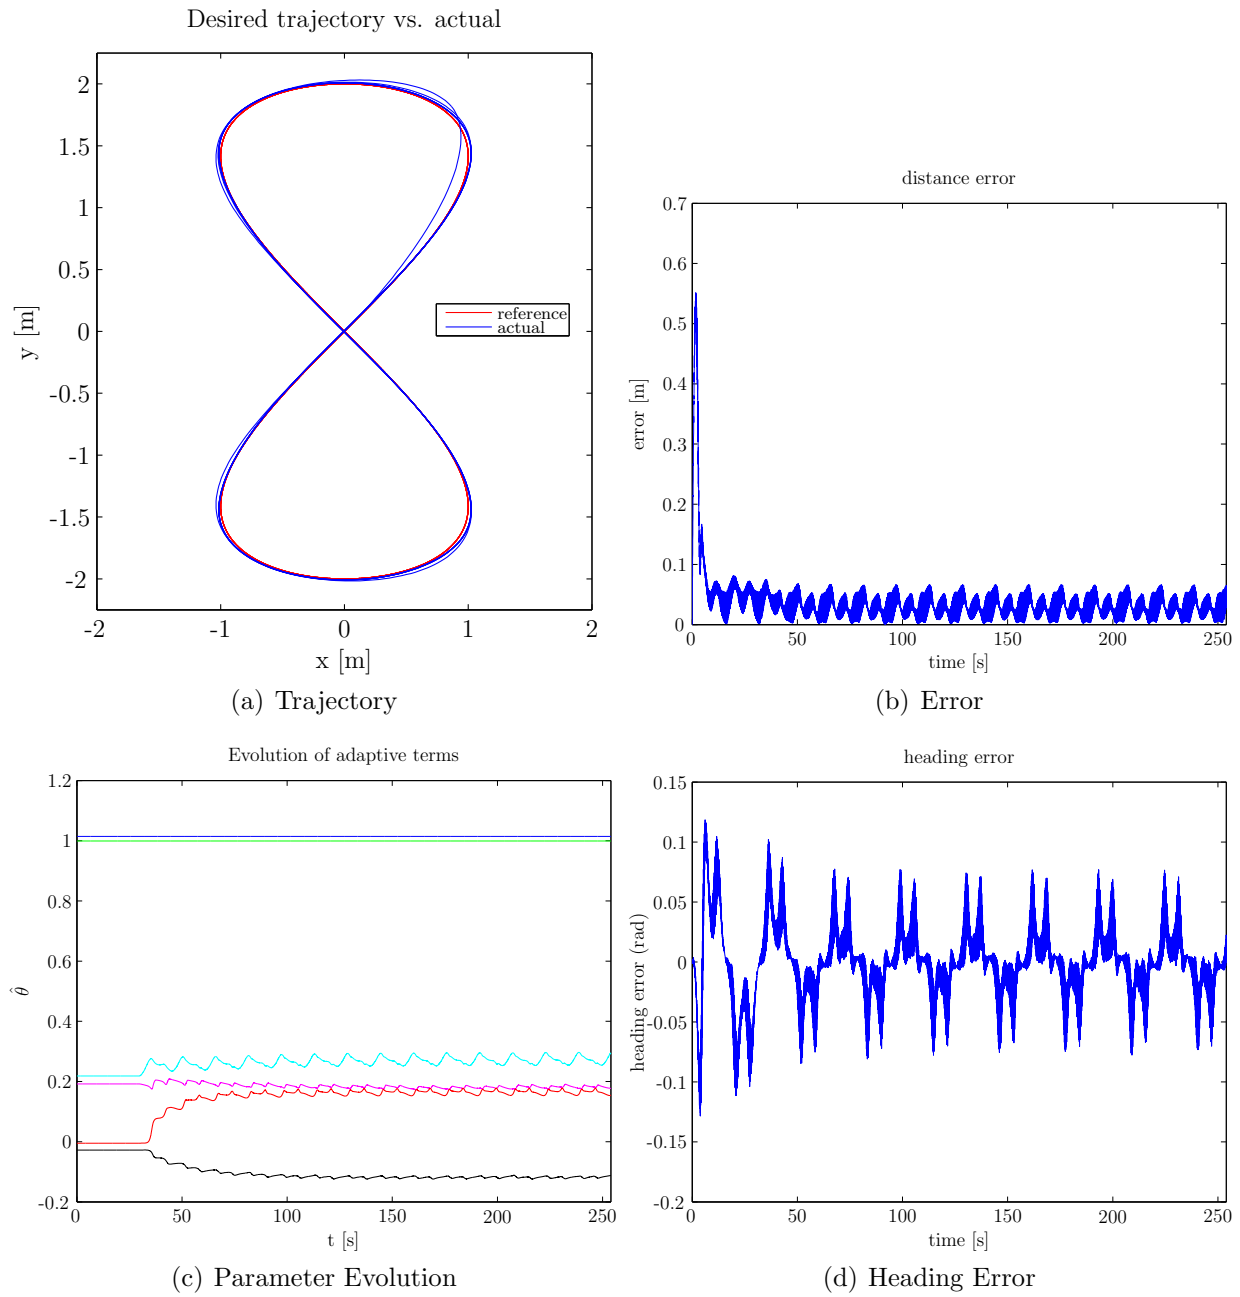 Desired trajectory vs. actual
2
1.5
1
0.5
0
-0.5
-1
-1.5
-2
y [m]
reference
actual
-2 -1 0 1 2
x [m]
(a) Trajectory
distance error
0.7
0.6
0.5
0.4
0.3
0.2
0.1
0
error [m]
0 50 100 150 200 250
time [s]
(b) Error
Evolution of adaptive terms
1.2
1
0.8
0.6
0.4
0.2
0
-0.2
θ̂
0 50 100 150 200 250
t [s]
(c) Parameter Evolution
heading error
0.15
0.1
0.05
0
-0.05
-0.1
-0.15
-0.2
heading error (rad)
0 50 100 150 200 250
time [s]
(d) Heading Error